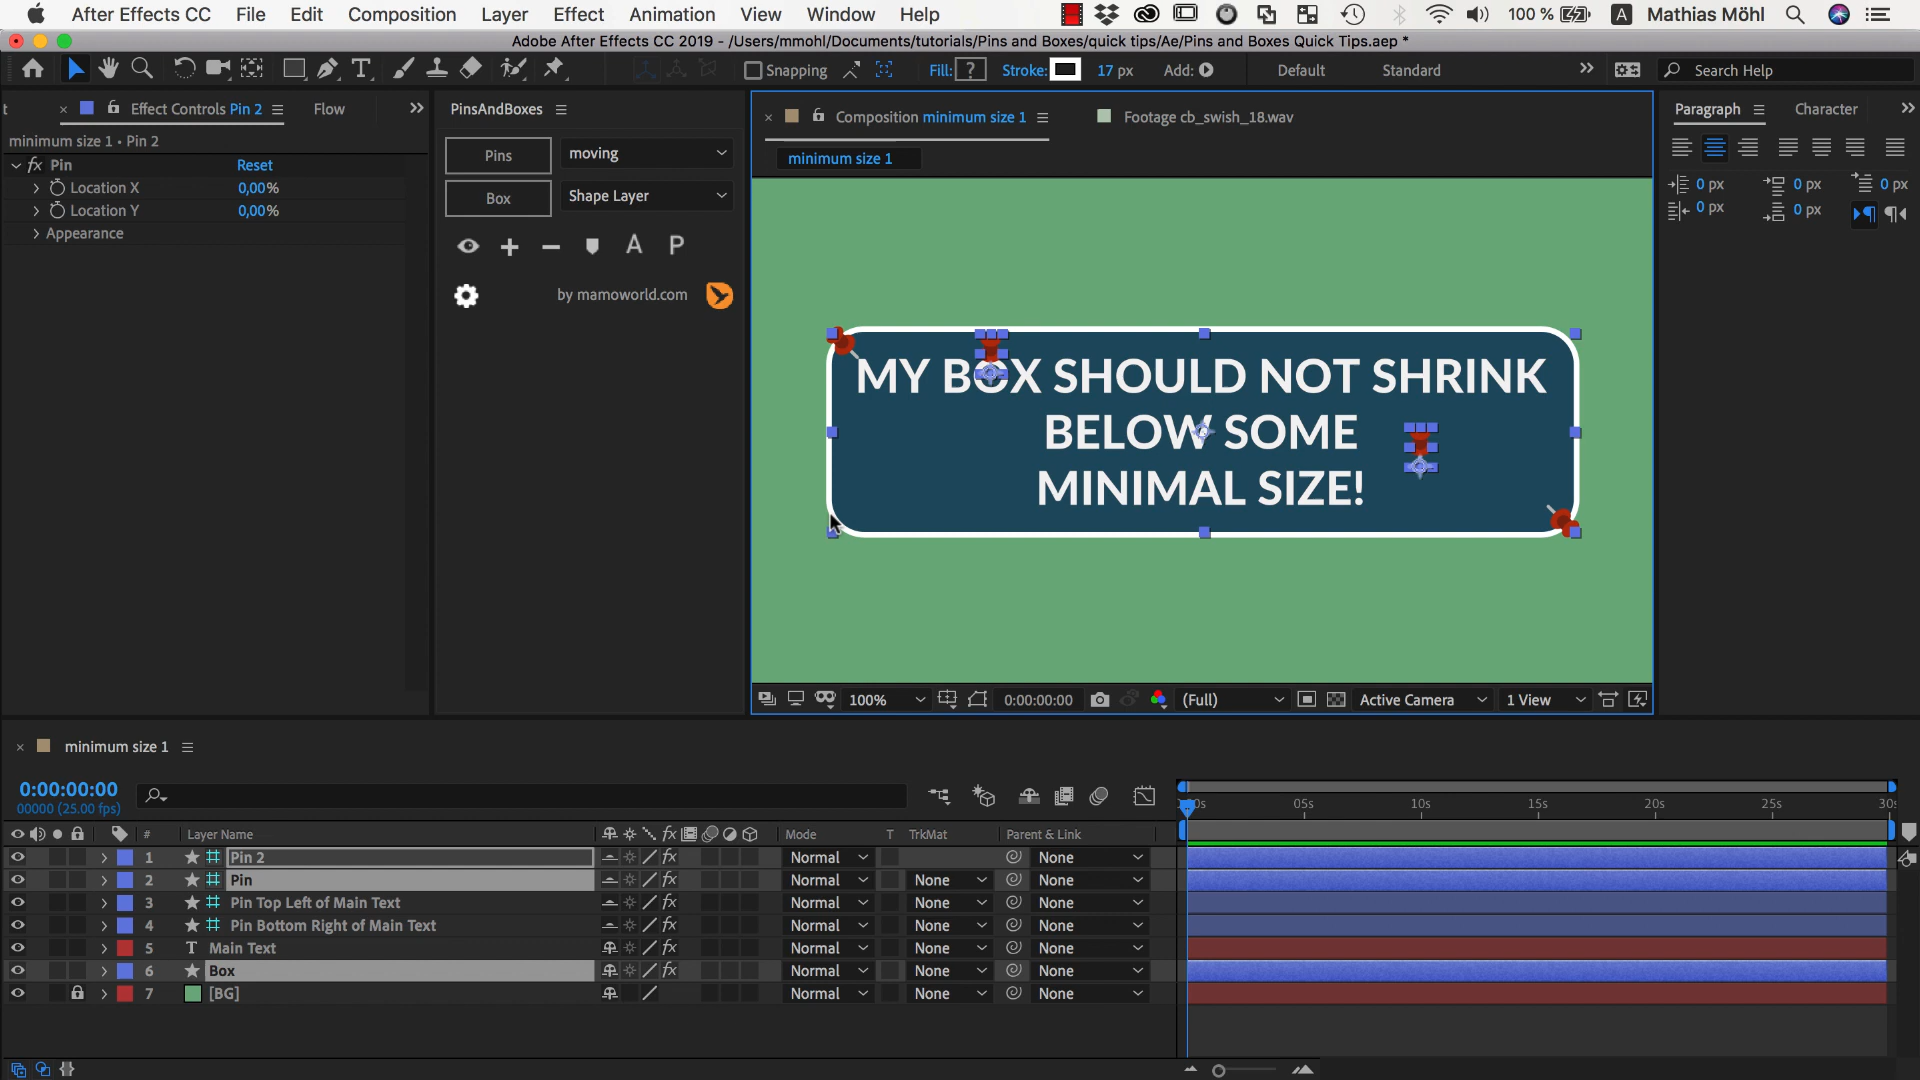 After Effects CC File Edit Composition Layer Effect Animation View Window Help 100 % A Mathias Möhl
Adobe After Effects CC 2019 - /Users/mmohl/Documents/tutorials/Pins and Boxes/quick tips/Ae/Pins and Boxes Quick Tips.aep *
Snapping Fill: ? Stroke: 17 px Add: Default Standard Search Help
Effect Controls Pin 2 Flow
minimum size 1 • Pin 2
fx Pin Reset
Location X 0,00%
Location Y 0,00%
Appearance
PinsAndBoxes
Pins moving
Box Shape Layer
A P
by mamoworld.com
Composition minimum size 1 Footage cb_swish_18.wav
minimum size 1
MY BOX SHOULD NOT SHRINK
BELOW SOME
MINIMAL SIZE!
100% 0:00:00:00 (Full) Active Camera 1 View
Paragraph Character
0 px 0 px 0 px
0 px 0 px
minimum size 1
0:00:00:00
00000 (25.00 fps)
05s 10s 15s 20s 25s 30s
# Layer Name fx Mode T TrkMat Parent & Link
1 Pin 2 fx Normal None
2 Pin fx Normal None None
3 Pin Top Left of Main Text fx Normal None None
4 Pin Bottom Right of Main Text fx Normal None None
5 T Main Text fx Normal None None
6 Box fx Normal None None
7 [BG] Normal None None